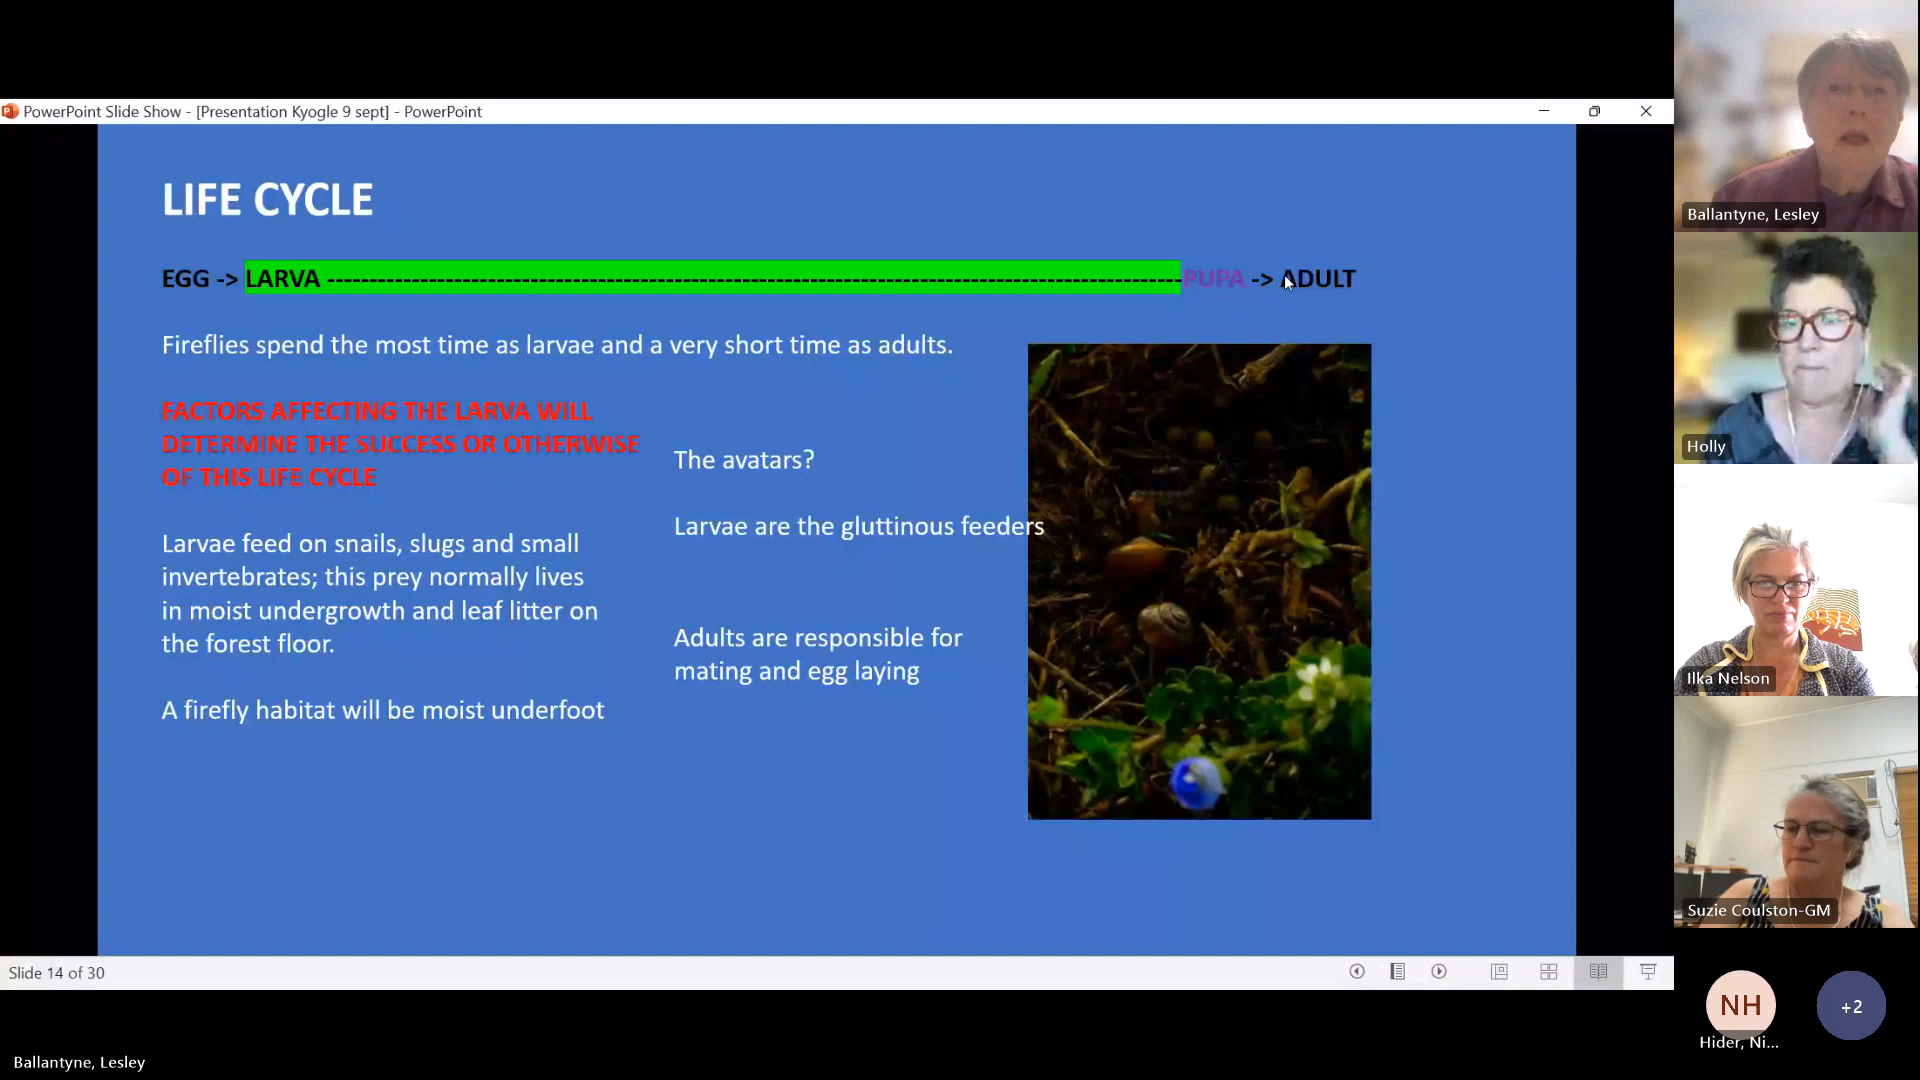 PowerPoint Slide Show - [Presentation Kyogle 9 sept] - PowerPoint
LIFE CYCLE
EGG -> LARVA ----------------------------------------------------------------------------------------------------PUPA -> ADULT
Fireflies spend the most time as larvae and a very short time as adults.
FACTORS AFFECTING THE LARVA WILL
DETERMINE THE SUCCESS OR OTHERWISE
OF THIS LIFE CYCLE
Larvae feed on snails, slugs and small
invertebrates; this prey normally lives
in moist undergrowth and leaf litter on
the forest floor.
A firefly habitat will be moist underfoot
The avatars?
Larvae are the gluttinous feeders
Adults are responsible for
mating and egg laying
Slide 14 of 30
Ballantyne, Lesley
Ballantyne, Lesley
Holly
Ilka Nelson
Suzie Coulston-GM
NH
Hider, Ni...
+2